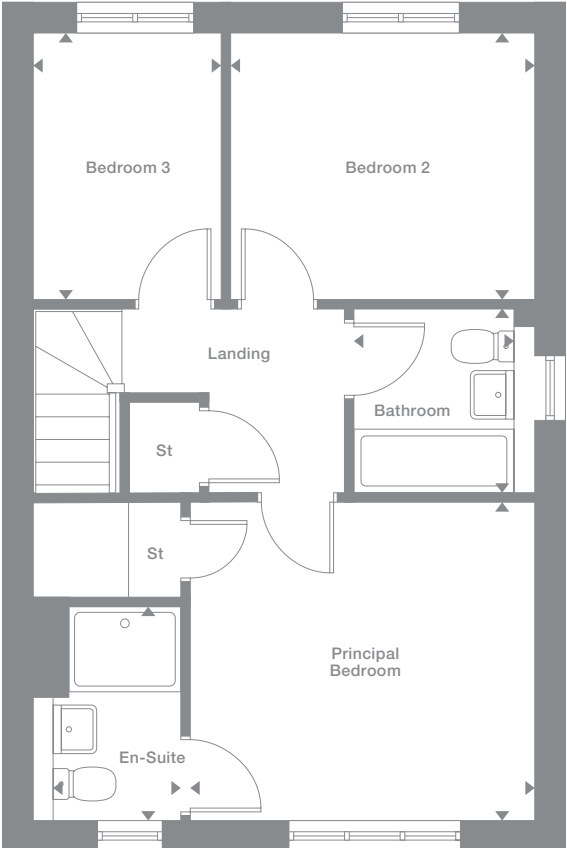 Bedroom 3
Bedroom 2
Landing
Bathroom
St
St
Principal
Bedroom
En-Suite